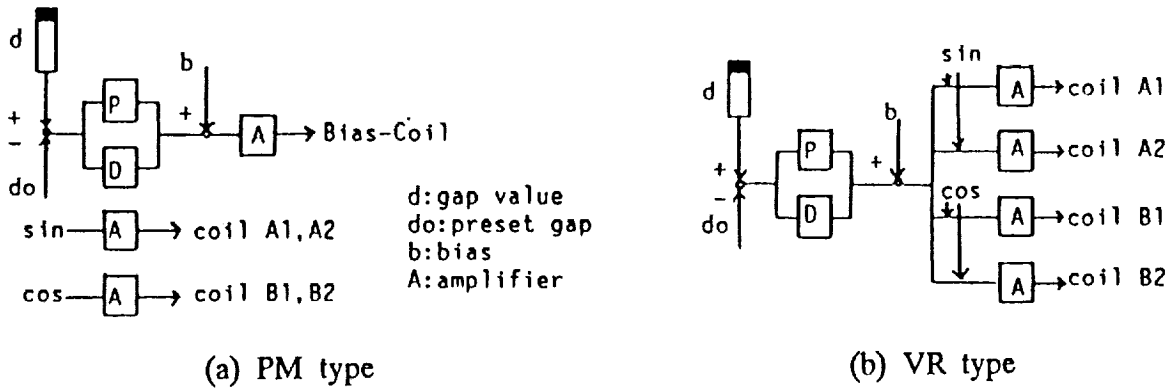 d
+
-
do
P
D
b
+
A
Bias-Coil
sin
A
coil A1,A2
cos
A
coil B1,B2
d:gap value
do:preset gap
b:bias
A:amplifier
(a) PM type
d
+
-
do
P
D
b
+
sin
A
coil A1
A
coil A2
cos
A
coil B1
A
coil B2
(b) VR type